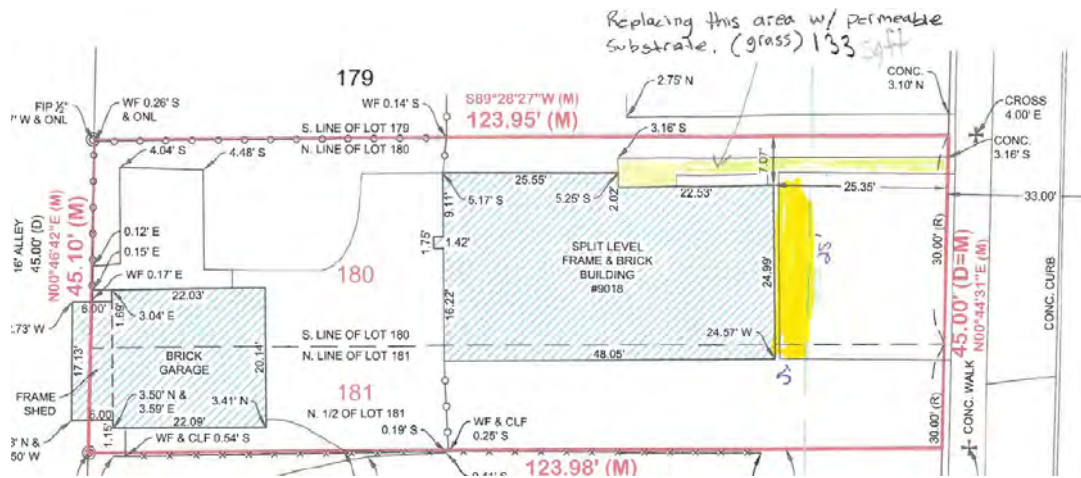 Replacing this area w/ permeable
Substrate. (grass) 133 sqft
179
2.75' N
CONC.
3.10' N
FIP ½"
7' W & ONL
WF 0.26' S
& ONL
WF 0.14' S
S89°28'27"W (M)
123.95' (M)
CROSS
4.00' E
S. LINE OF LOT 179
N. LINE OF LOT 180
3.16' S
CONC.
3.16' S
4.04' S
4.48' S
7.07'
25.55'
5.17' S
5.25' S
2.02'
22.53'
25.35'
33.00'
16' ALLEY
45.00' (D)
N00°46'42"E (M)
45.10' (M)
9.11'
0.12' E
0.15' E
WF 0.17' E
1.75'
1.42'
180
SPLIT LEVEL
FRAME & BRICK
BUILDING
#9018
24.99'
35'
30.00' (R)
45.00' (D=M)
N00°44'31"E (M)
CONC. WALK
CONC. CURB
6.00'
22.03'
1.69'
3.04' E
.73' W
16.22'
17.13'
S. LINE OF LOT 180
N. LINE OF LOT 181
24.57' W
48.05'
BRICK
GARAGE
20.14'
5'
FRAME
SHED
3.50' N &
3.59' E
3.41' N
181
N. 1/2 OF LOT 181
5.00'
22.09'
1.15'
30.00' (R)
3' N &
50' W
WF & CLF 0.54' S
0.19' S
WF & CLF
0.25' S
123.98' (M)